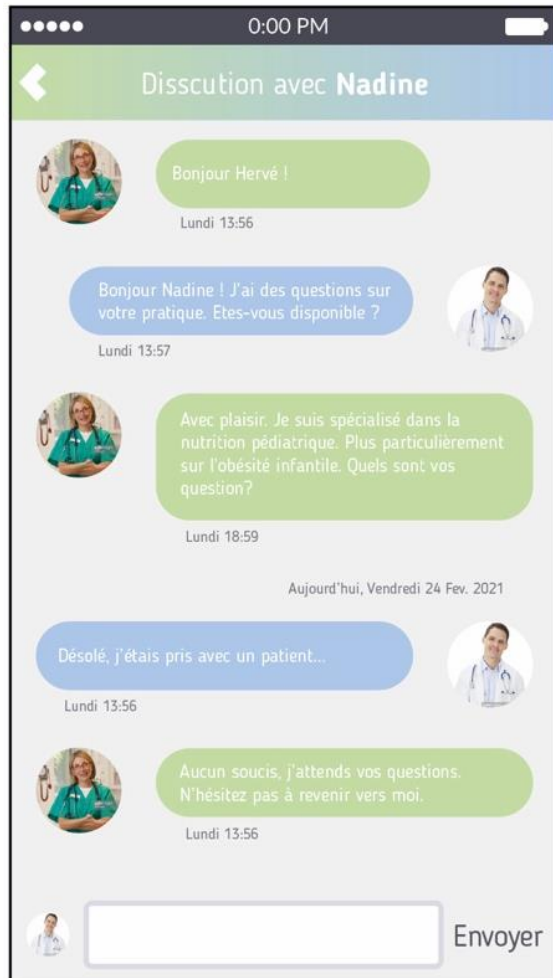 0:00 PM
Disscution avec Nadine
Bonjour Hervé !
Lundi 13:56
Bonjour Nadine ! J'ai des questions sur
votre pratique. Etes-vous disponible ?
Lundi 13:57
Avec plaisir. Je suis spécialisé dans la
nutrition pédiatrique. Plus particulièrement
sur l'obésité infantile. Quels sont vos
question?
Lundi 18:59
Aujourd'hui, Vendredi 24 Fev. 2021
Désolé, j'étais pris avec un patient...
Lundi 13:56
Aucun soucis, j'attends vos questions.
N'hésitez pas à revenir vers moi.
Lundi 13:56
Envoyer